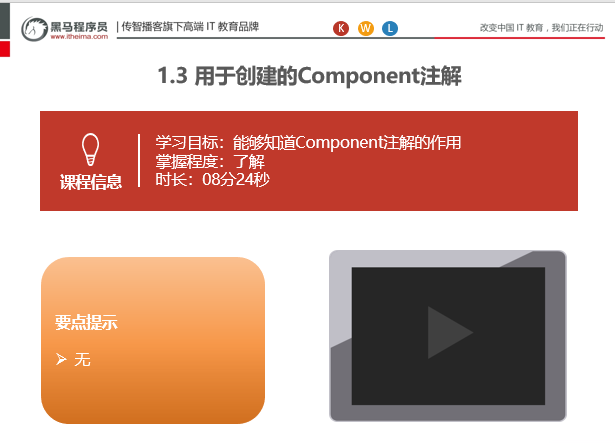 黑马程序员
www.itheima.com
传智播客旗下高端 IT 教育品牌
K W L
改变中国 IT 教育，我们正在行动
1.3 用于创建的Component注解
课程信息
学习目标：能够知道Component注解的作用
掌握程度：了解
时长：08分24秒
要点提示
➢ 无